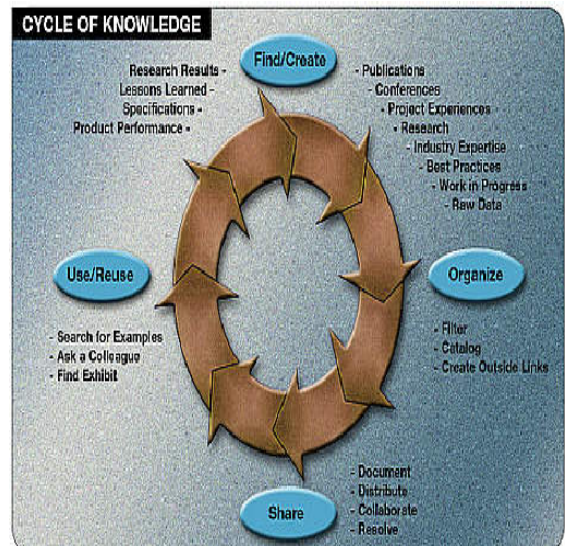 CYCLE OF KNOWLEDGE
Find/Create
Research Results -
Lessons Learned -
Specifications -
Product Performance -
- Publications
- Conferences
- Project Experiences
- Research
- Industry Expertise
- Best Practices
- Work in Progress
- Raw Data
Use/Reuse
- Search for Examples
- Ask a Colleague
- Find Exhibit
Organize
- Filter
- Catalog
- Create Outside Links
Share
- Document
- Distribute
- Collaborate
- Resolve